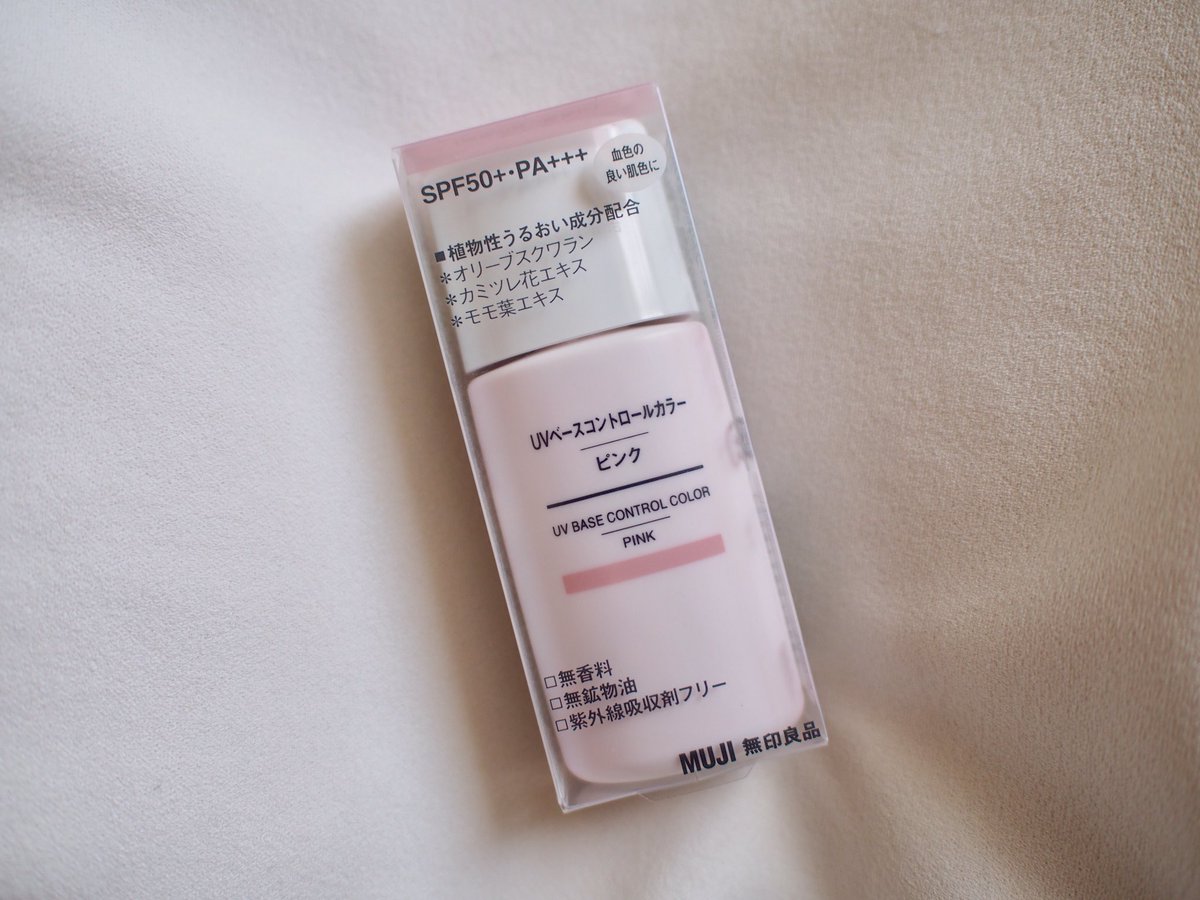 SPF50+・PA+++
血色の
良い肌色に
■植物性うるおい成分配合
＊オリーブスクワラン
＊カミツレ花エキス
＊モモ葉エキス
UVベースコントロールカラー
ピンク
UV BASE CONTROL COLOR
PINK
□無香料
□無鉱物油
□紫外線吸収剤フリー
MUJI 無印良品